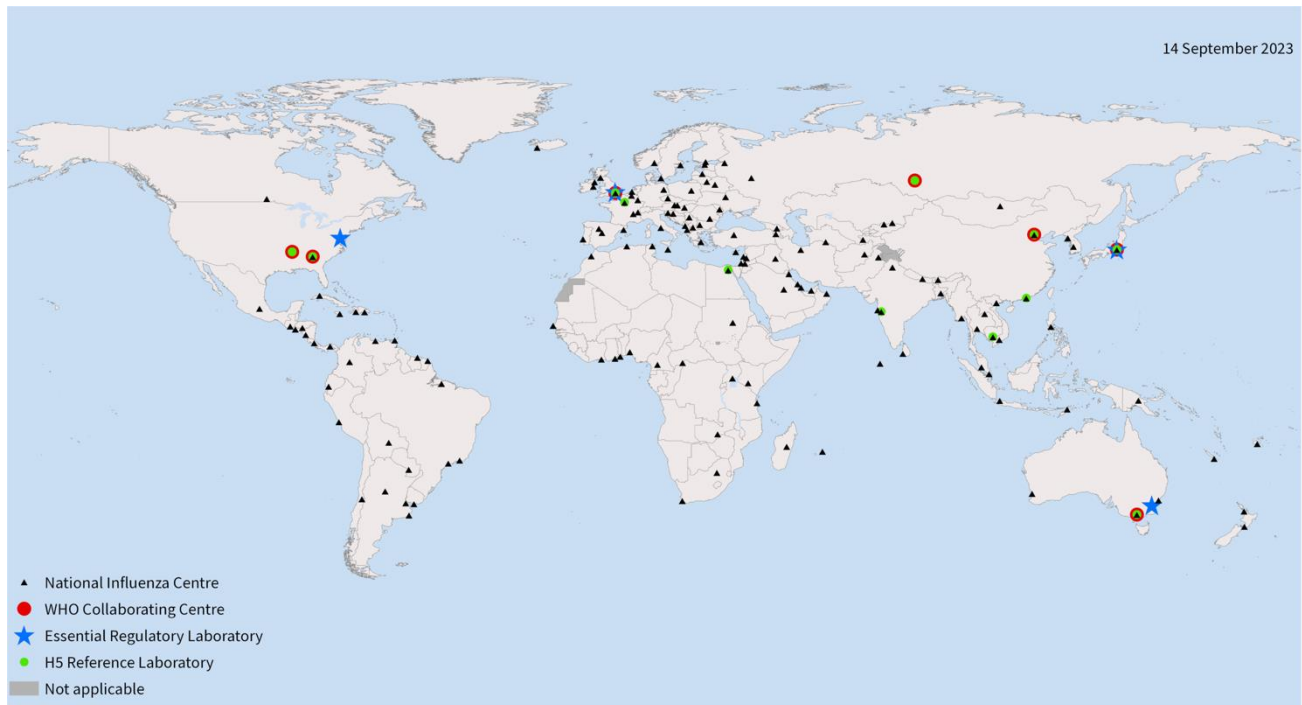 14 September 2023
National Influenza Centre
WHO Collaborating Centre
Essential Regulatory Laboratory
H5 Reference Laboratory
Not applicable